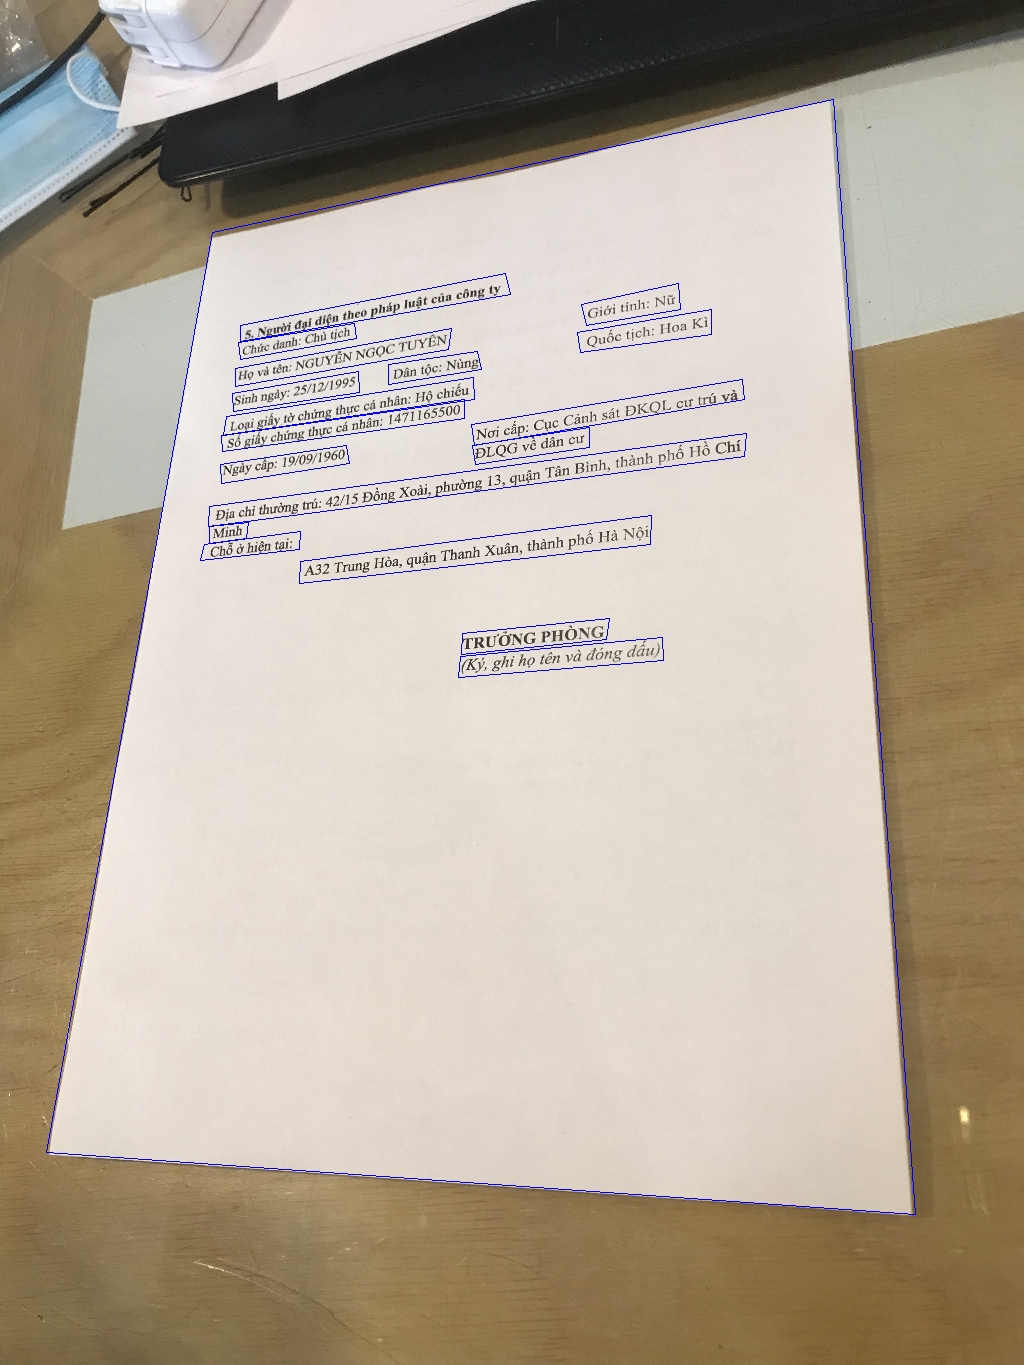 5. Người đại diện theo pháp luật của công ty
Chức danh: Chủ tịch
Giới tính: Nữ
Họ và tên: NGUYỄN NGỌC TUYỀN
Quốc tịch: Hoa Kì
Sinh ngày: 25/12/1995
Dân tộc: Nùng
Loại giấy tờ chứng thực cá nhân: Hộ chiếu
Số giấy chứng thực cá nhân: 1471165500
Ngày cấp: 19/09/1960
Nơi cấp: Cục Cảnh sát ĐKQL cư trú và
ĐLQG về dân cư
Địa chỉ thường trú: 42/15 Đồng Xoài, phường 13, quận Tân Bình, thành phố Hồ Chí
Minh
Chỗ ở hiện tại:
A32 Trung Hòa, quận Thanh Xuân, thành phố Hà Nội
TRƯỞNG PHÒNG
(Ký, ghi họ tên và đóng dấu)